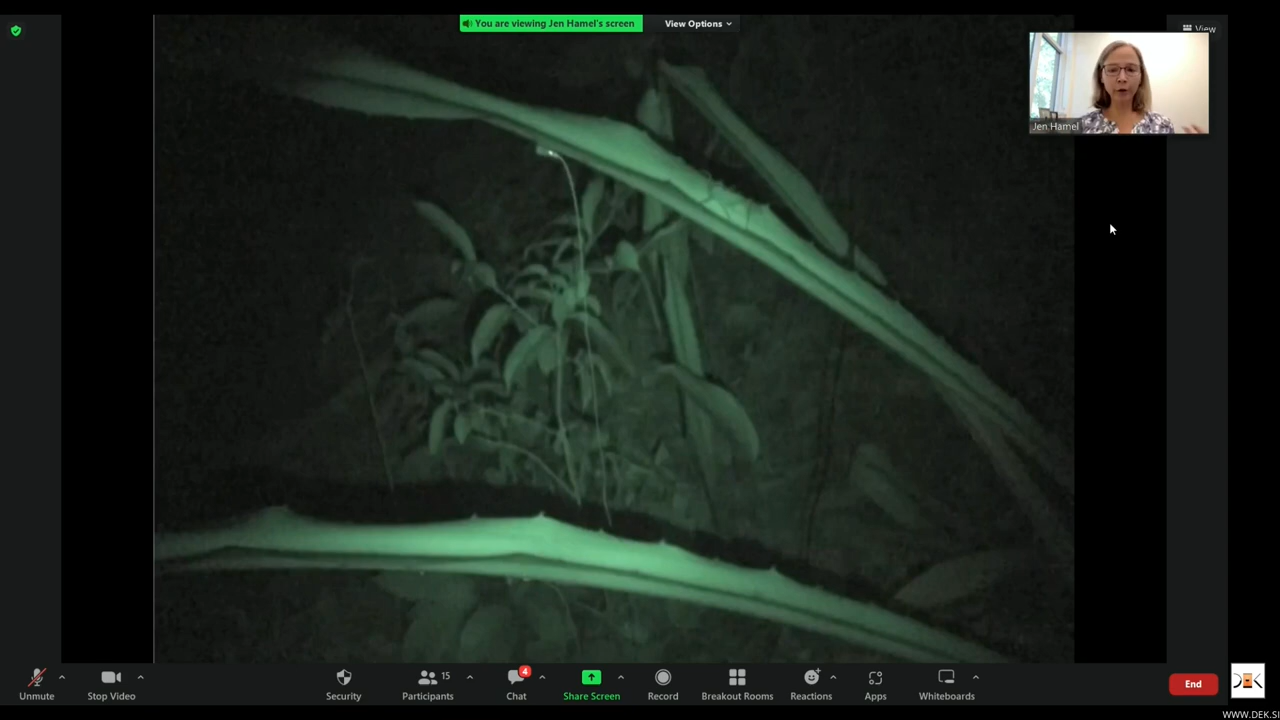 You are viewing Jen Hamel's screen
View Options
View
Jen Hamel
Unmute
Stop Video
Security
15
Participants
4
Chat
Share Screen
Record
Breakout Rooms
Reactions
Apps
Whiteboards
End
WWW.DEK.SI